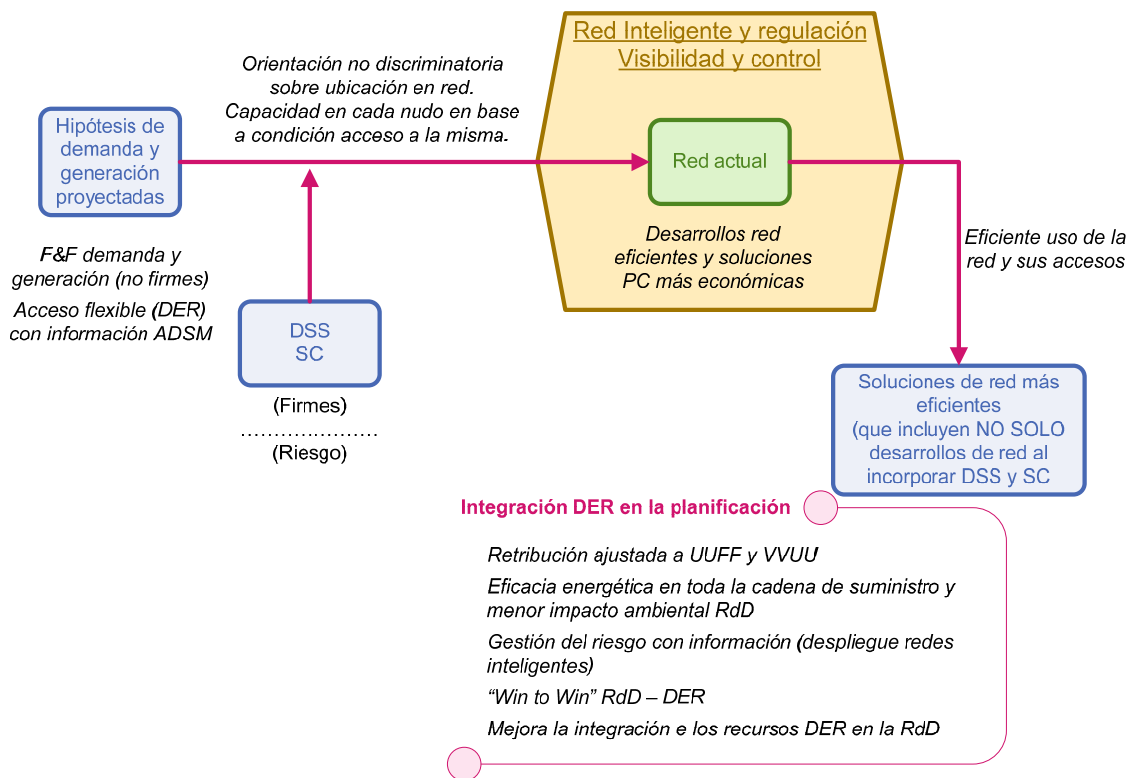 Red Inteligente y regulación
Visibilidad y control
Orientación no discriminatoria
sobre ubicación en red.
Capacidad en cada nudo en base
a condición acceso a la misma.
Hipótesis de
demanda y
generación
proyectadas
Red actual
F&F demanda y
generación (no firmes)
Acceso flexible (DER)
con información ADSM
Desarrollos red
eficientes y soluciones
PC más económicas
Eficiente uso de la
red y sus accesos
DSS
SC
(Firmes)
.....................
(Riesgo)
Soluciones de red más
eficientes
(que incluyen NO SOLO
desarrollos de red al
incorporar DSS y SC
Integración DER en la planificación
Retribución ajustada a UUFF y VVUU
Eficacia energética en toda la cadena de suministro y
menor impacto ambiental RdD
Gestión del riesgo con información (despliegue redes
inteligentes)
“Win to Win” RdD – DER
Mejora la integración e los recursos DER en la RdD